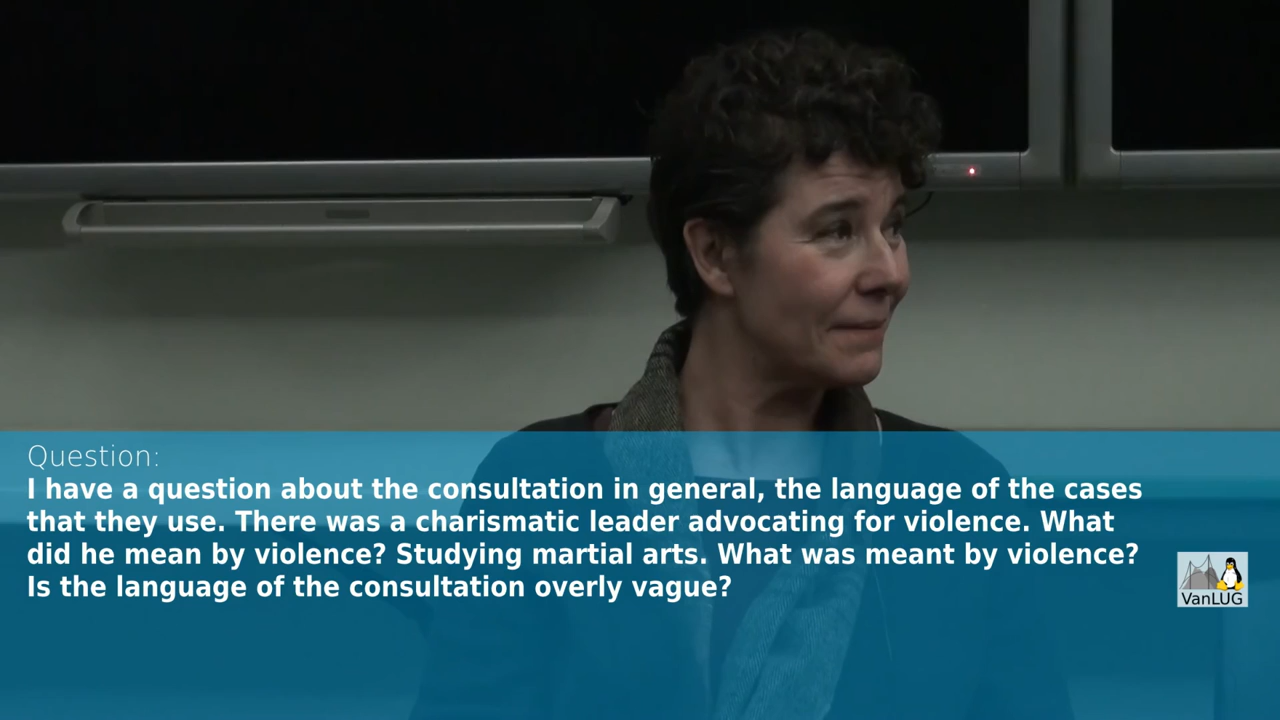 Question:
I have a question about the consultation in general, the language of the cases
that they use. There was a charismatic leader advocating for violence. What
did he mean by violence? Studying martial arts. What was meant by violence?
Is the language of the consultation overly vague?
VanLUG